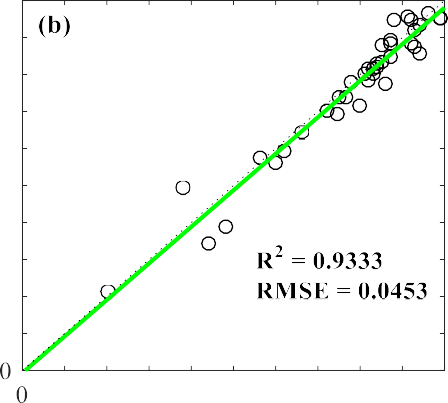 (b)
R² = 0.9333
RMSE = 0.0453
0
0